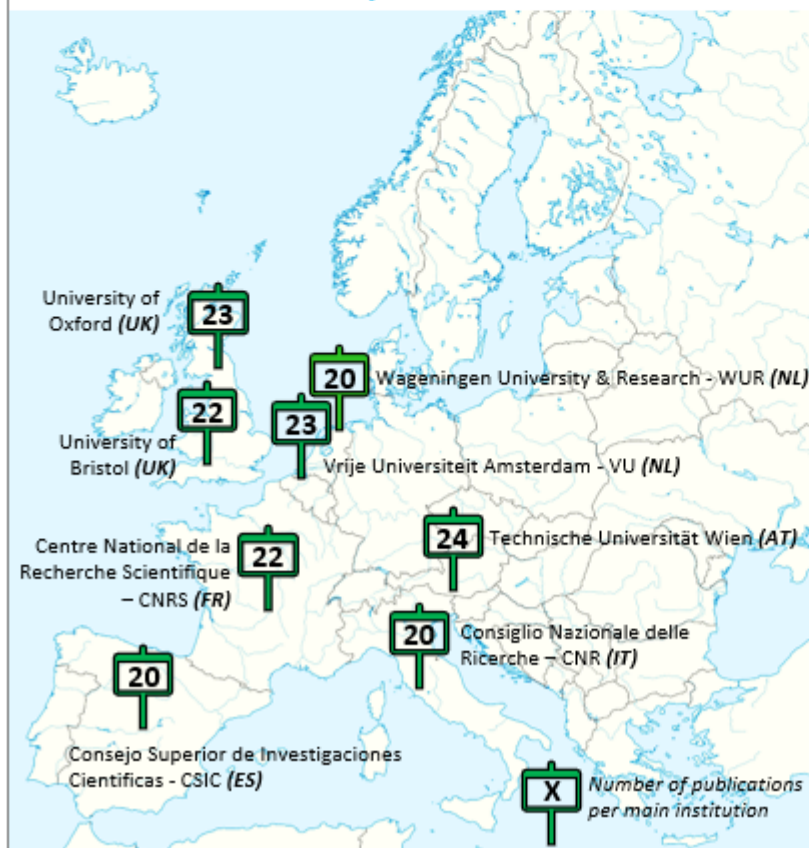 University of
Oxford (UK)
23
20
Wageningen University & Research - WUR (NL)
22
23
University of
Bristol (UK)
Vrije Universiteit Amsterdam - VU (NL)
Centre National de la
Recherche Scientifique
– CNRS (FR)
22
24
Technische Universität Wien (AT)
20
Consiglio Nazionale delle
Ricerche – CNR (IT)
20
Consejo Superior de Investigaciones
Cientificas - CSIC (ES)
X
Number of publications
per main institution